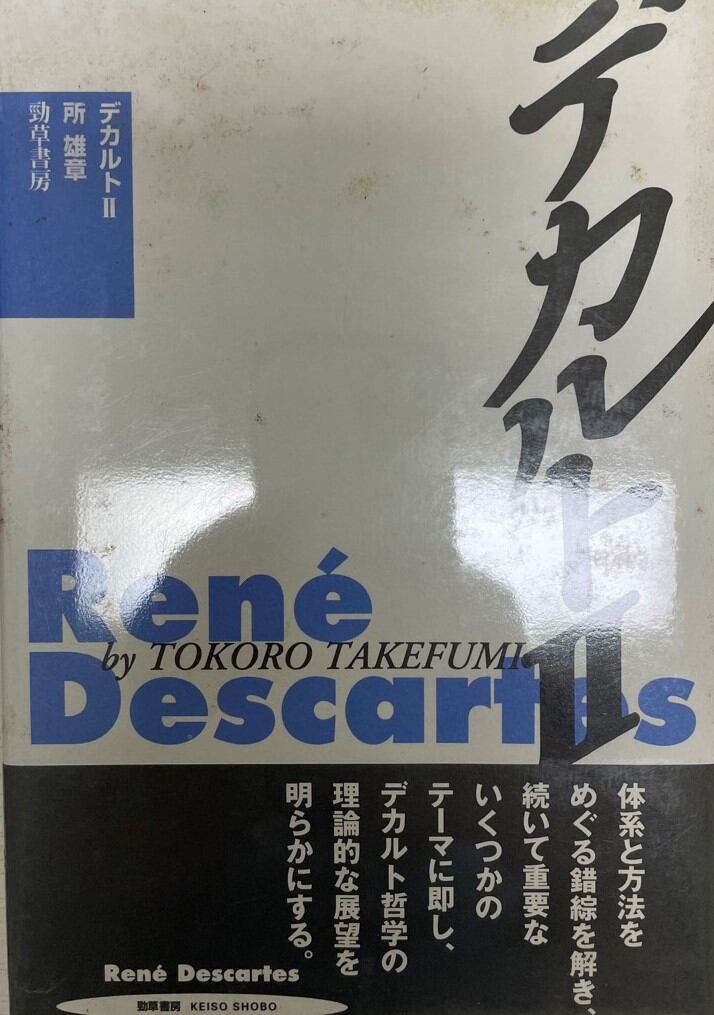 デカルトⅡ
デカルトⅡ
所 雄章
勁草書房
René
by TOKORO TAKEFUMI
Descartes
体系と方法を
めぐる錯綜を解き、
続いて重要な
いくつかの
テーマに即し、
デカルト哲学の
理論的な展望を
明らかにする。
René Descartes
勁草書房 KEISO SHOBO